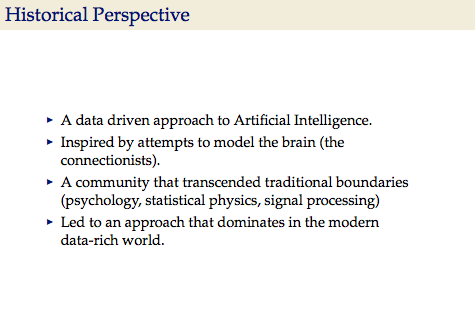 Historical Perspective
▸ A data driven approach to Artificial Intelligence.
▸ Inspired by attempts to model the brain (the
connectionists).
▸ A community that transcended traditional boundaries
(psychology, statistical physics, signal processing)
▸ Led to an approach that dominates in the modern
data-rich world.